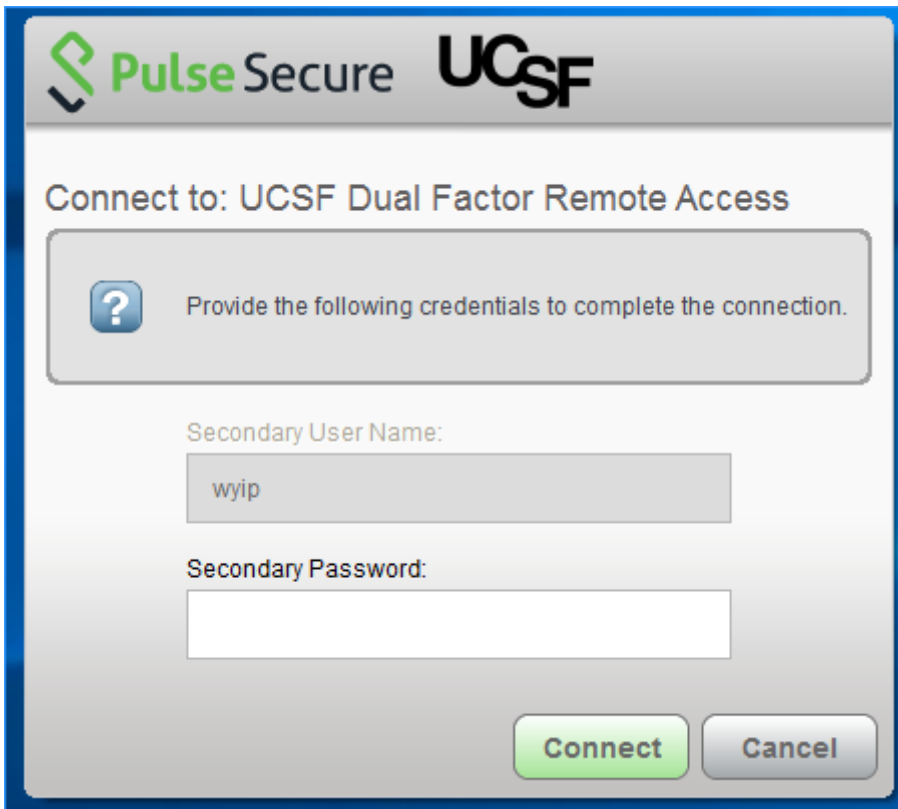 Pulse Secure UCSF
Connect to: UCSF Dual Factor Remote Access
?
Provide the following credentials to complete the connection.
Secondary User Name:
wyip
Secondary Password:
Connect Cancel